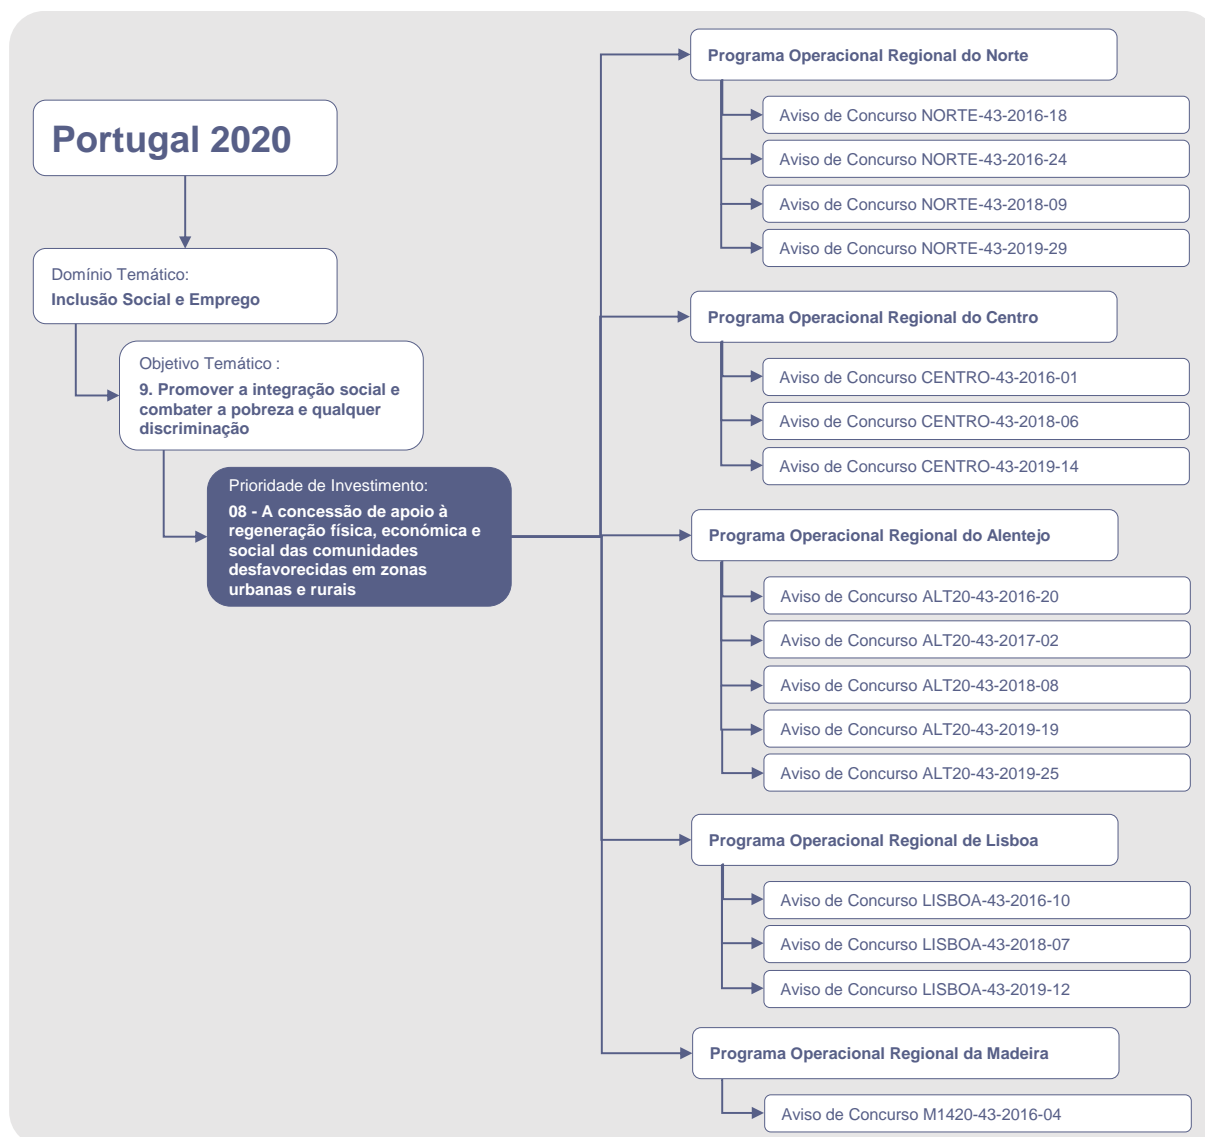 Portugal 2020
Domínio Temático:
Inclusão Social e Emprego
Objetivo Temático :
9. Promover a integração social e
combater a pobreza e qualquer
discriminação
Prioridade de Investimento:
08 - A concessão de apoio à
regeneração física, económica e
social das comunidades
desfavorecidas em zonas
urbanas e rurais
Programa Operacional Regional do Norte
Aviso de Concurso NORTE-43-2016-18
Aviso de Concurso NORTE-43-2016-24
Aviso de Concurso NORTE-43-2018-09
Aviso de Concurso NORTE-43-2019-29
Programa Operacional Regional do Centro
Aviso de Concurso CENTRO-43-2016-01
Aviso de Concurso CENTRO-43-2018-06
Aviso de Concurso CENTRO-43-2019-14
Programa Operacional Regional do Alentejo
Aviso de Concurso ALT20-43-2016-20
Aviso de Concurso ALT20-43-2017-02
Aviso de Concurso ALT20-43-2018-08
Aviso de Concurso ALT20-43-2019-19
Aviso de Concurso ALT20-43-2019-25
Programa Operacional Regional de Lisboa
Aviso de Concurso LISBOA-43-2016-10
Aviso de Concurso LISBOA-43-2018-07
Aviso de Concurso LISBOA-43-2019-12
Programa Operacional Regional da Madeira
Aviso de Concurso M1420-43-2016-04